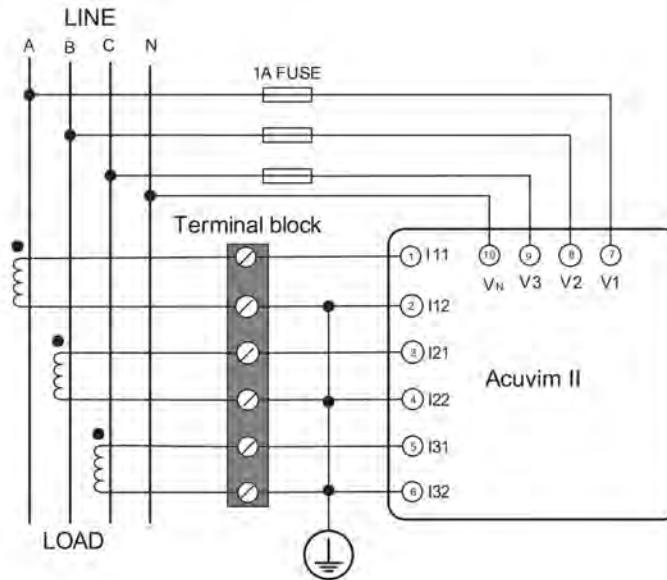 LINE
A B C N
1A FUSE
Terminal block
1 I11
10 9 8 7
VN V3 V2 V1
2 I12
3 I21
Acuvim II
4 I22
5 I31
6 I32
LOAD